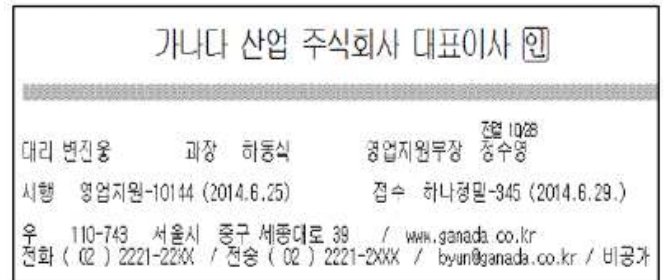 가나다 산업 주식회사 대표이사 인
전결 10/28
대리 변진웅 과장 하동식 영업지원부장 정수영
시행 영업지원-10144 (2014.6.25) 접수 하나정밀-345 (2014.6.29.)
우 110-743 서울시 중구 세종대로 39 / www.ganada.co.kr
전화 ( 02 ) 2221-22XX / 전송 ( 02 ) 2221-2XXX / byun@ganada.co.kr / 비공개